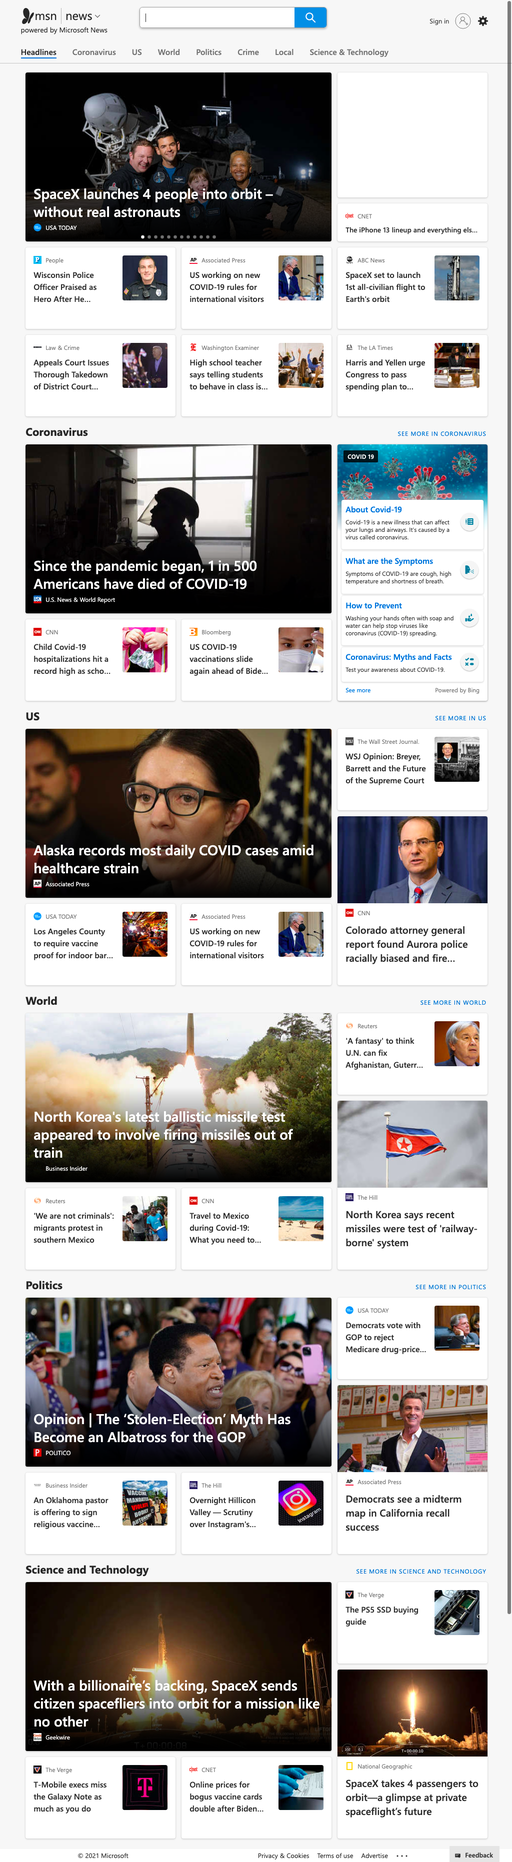 msn | news
powered by Microsoft News
Sign in
Headlines Coronavirus US World Politics Crime Local Science & Technology
SpaceX launches 4 people into orbit –
without real astronauts
USA TODAY
CNET
The iPhone 13 lineup and everything els...
People
Wisconsin Police
Officer Praised as
Hero After He...
Associated Press
US working on new
COVID-19 rules for
international visitors
ABC News
SpaceX set to launch
1st all-civilian flight to
Earth's orbit
Law & Crime
Appeals Court Issues
Thorough Takedown
of District Court...
Washington Examiner
High school teacher
says telling students
to behave in class is...
The LA Times
Harris and Yellen urge
Congress to pass
spending plan to...
Coronavirus
SEE MORE IN CORONAVIRUS
Since the pandemic began, 1 in 500
Americans have died of COVID-19
U.S. News & World Report
COVID 19
About Covid-19
Covid-19 is a new illness that can affect
your lungs and airways. It's caused by a
virus called coronavirus.
What are the Symptoms
Symptoms of COVID-19 are cough, high
temperature and shortness of breath.
How to Prevent
Washing your hands often with soap and
water can help stop viruses like
coronavirus (COVID-19) spreading.
Coronavirus: Myths and Facts
Test your awareness about COVID-19.
See more
Powered by Bing
CNN
Child Covid-19
hospitalizations hit a
record high as scho...
Bloomberg
US COVID-19
vaccinations slide
again ahead of Bide...
US
SEE MORE IN US
Alaska records most daily COVID cases amid
healthcare strain
Associated Press
The Wall Street Journal.
WSJ Opinion: Breyer,
Barrett and the Future
of the Supreme Court
CNN
Colorado attorney general
report found Aurora police
racially biased and fire...
USA TODAY
Los Angeles County
to require vaccine
proof for indoor bar...
Associated Press
US working on new
COVID-19 rules for
international visitors
World
SEE MORE IN WORLD
North Korea's latest ballistic missile test
appeared to involve firing missiles out of
train
Business Insider
Reuters
'A fantasy' to think
U.N. can fix
Afghanistan, Guterr...
The Hill
North Korea says recent
missiles were test of 'railway-
borne' system
Reuters
'We are not criminals':
migrants protest in
southern Mexico
CNN
Travel to Mexico
during Covid-19:
What you need to...
Politics
SEE MORE IN POLITICS
Opinion | The ‘Stolen-Election’ Myth Has
Become an Albatross for the GOP
POLITICO
USA TODAY
Democrats vote with
GOP to reject
Medicare drug-price...
Associated Press
Democrats see a midterm
map in California recall
success
Business Insider
An Oklahoma pastor
is offering to sign
religious vaccine...
The Hill
Overnight Hillicon
Valley — Scrutiny
over Instagram's...
Instagram
Science and Technology
SEE MORE IN SCIENCE AND TECHNOLOGY
With a billionaire's backing, SpaceX sends
citizen spacefliers into orbit for a mission like
no other
Geekwire
The Verge
The PS5 SSD buying
guide
National Geographic
SpaceX takes 4 passengers to
orbit—a glimpse at private
spaceflight's future
The Verge
T-Mobile execs miss
the Galaxy Note as
much as you do
CNET
Online prices for
bogus vaccine cards
double after Biden...
© 2021 Microsoft
Privacy & Cookies Terms of use Advertise ...
Feedback